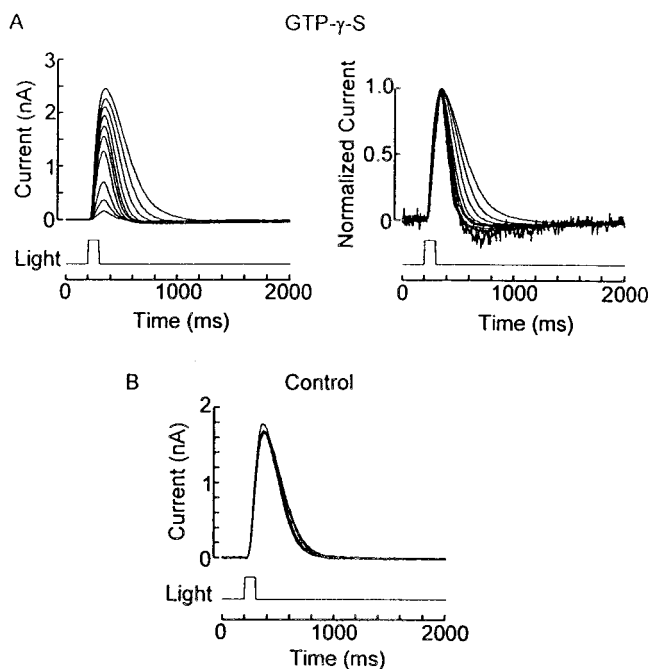 A
GTP-γ-S
3
2
1
0
Current (nA)
Light
0 1000 2000
Time (ms)
1.0
0.5
0
Normalized Current
0 1000 2000
Time (ms)
B
Control
2
1
0
Current (nA)
Light
0 1000 2000
Time (ms)